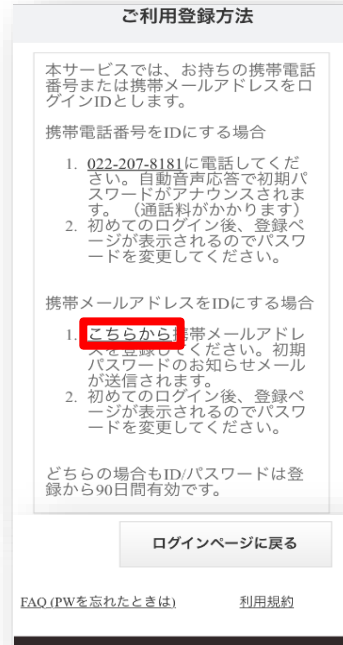 ご利用登録方法
本サービスでは、お持ちの携帯電話
番号または携帯メールアドレスをロ
グインIDとします。
携帯電話番号をIDにする場合
1. 022-207-8181に電話してくだ
さい。自動音声応答で初期パ
スワードがアナウンスされま
す。（通話料がかかります）
2. 初めてのログイン後、登録ペ
ージが表示されるのでパスワ
ードを変更してください。
携帯メールアドレスをIDにする場合
1. こちらから携帯メールアドレ
スを登録してください。初期
パスワードのお知らせメール
が送信されます。
2. 初めてのログイン後、登録ペ
ージが表示されるのでパスワ
ードを変更してください。
どちらの場合もID/パスワードは登
録から90日間有効です。
ログインページに戻る
FAQ (PWを忘れたときは) 利用規約